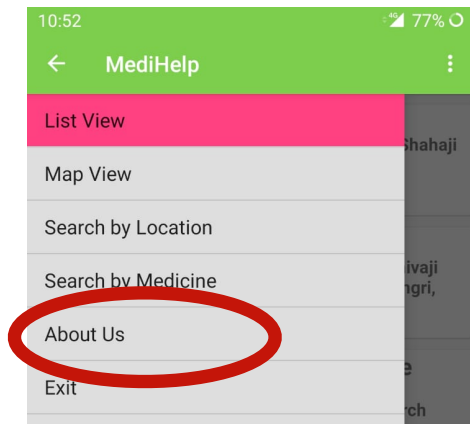 10:52 4G 77%
MediHelp
List View
Shahaji
Map View
Search by Location
ivaji
Search by Medicine
ngri,
About Us
e
Exit
rch